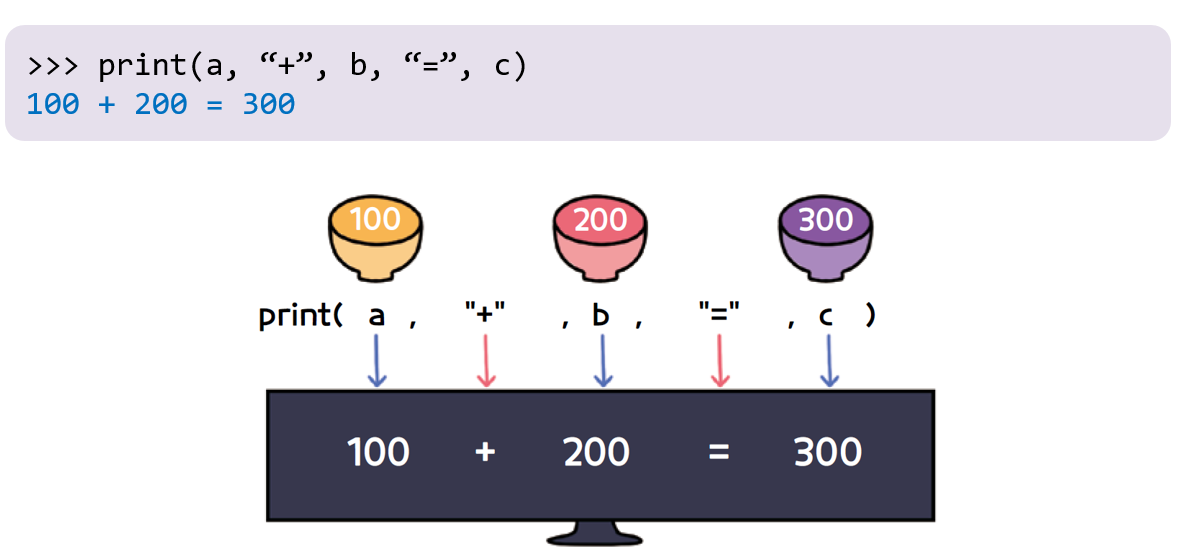 >>> print(a, “+”, b, “=”, c)
100 + 200 = 300
100 200 300
print( a , "+" , b , "=" , c )
100 + 200 = 300